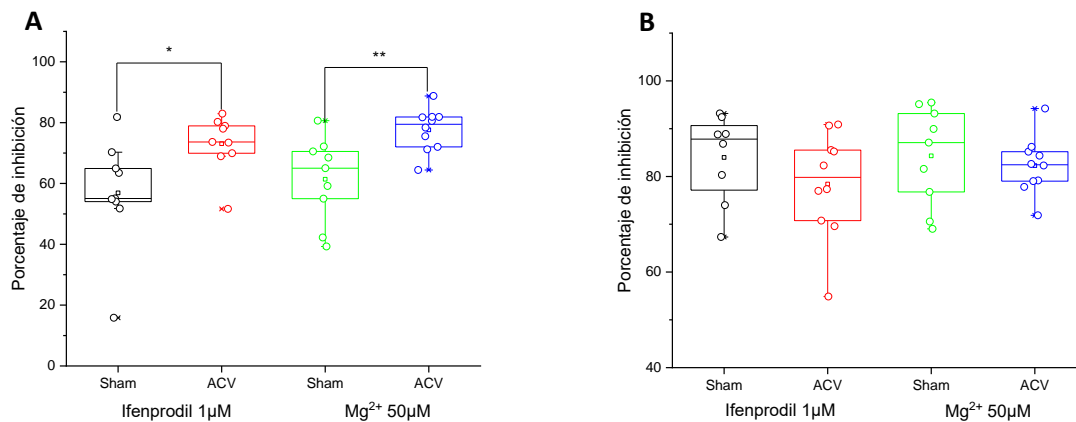 A
Porcentaje de inhibición
100
80
60
40
20
0
*
**
Sham
ACV
Sham
ACV
Ifenprodil 1µM
Mg²⁺ 50µM
B
Porcentaje de inhibición
100
80
60
40
Sham
ACV
Sham
ACV
Ifenprodil 1µM
Mg²⁺ 50µM